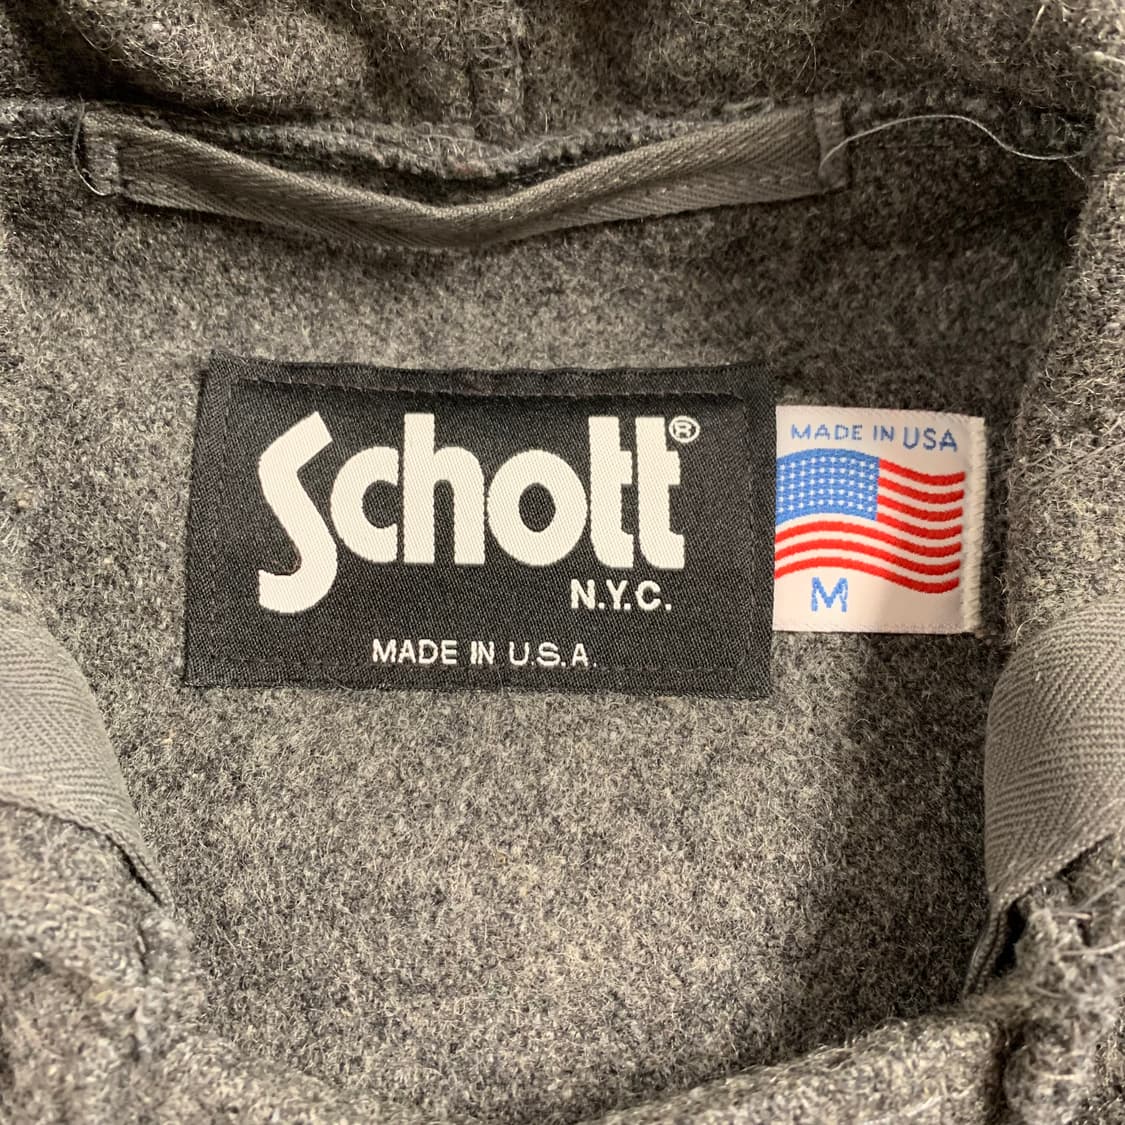 Schott®
N.Y.C.
MADE IN U.S.A.
MADE IN USA
M